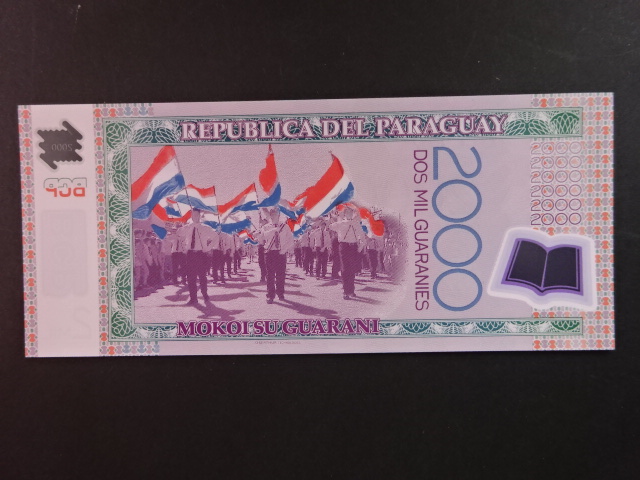 REPUBLICA DEL PARAGUAY
2000
DOS MIL GUARANIES
MOKOI SU GUARANI
BCP